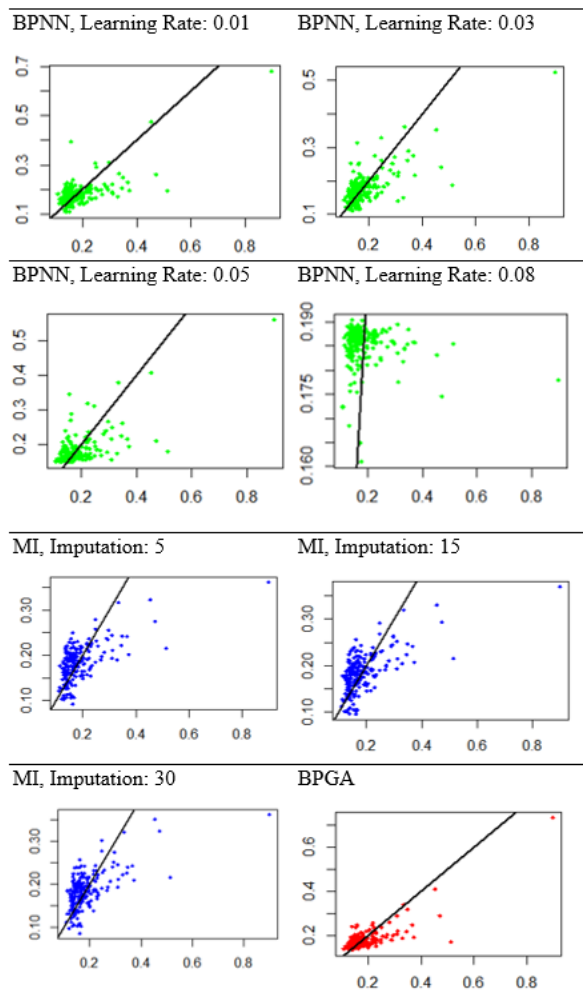 BPNN, Learning Rate: 0.01
BPNN, Learning Rate: 0.03
0.7
0.5
0.3
0.1
0.2 0.4 0.6 0.8
0.5
0.3
0.1
0.2 0.4 0.6 0.8
BPNN, Learning Rate: 0.05
BPNN, Learning Rate: 0.08
0.5
0.4
0.3
0.2
0.2 0.4 0.6 0.8
0.190
0.175
0.160
0.2 0.4 0.6 0.8
MI, Imputation: 5
MI, Imputation: 15
0.30
0.20
0.10
0.2 0.4 0.6 0.8
0.30
0.20
0.10
0.2 0.4 0.6 0.8
MI, Imputation: 30
BPGA
0.30
0.20
0.10
0.2 0.4 0.6 0.8
0.6
0.4
0.2
0.2 0.4 0.6 0.8